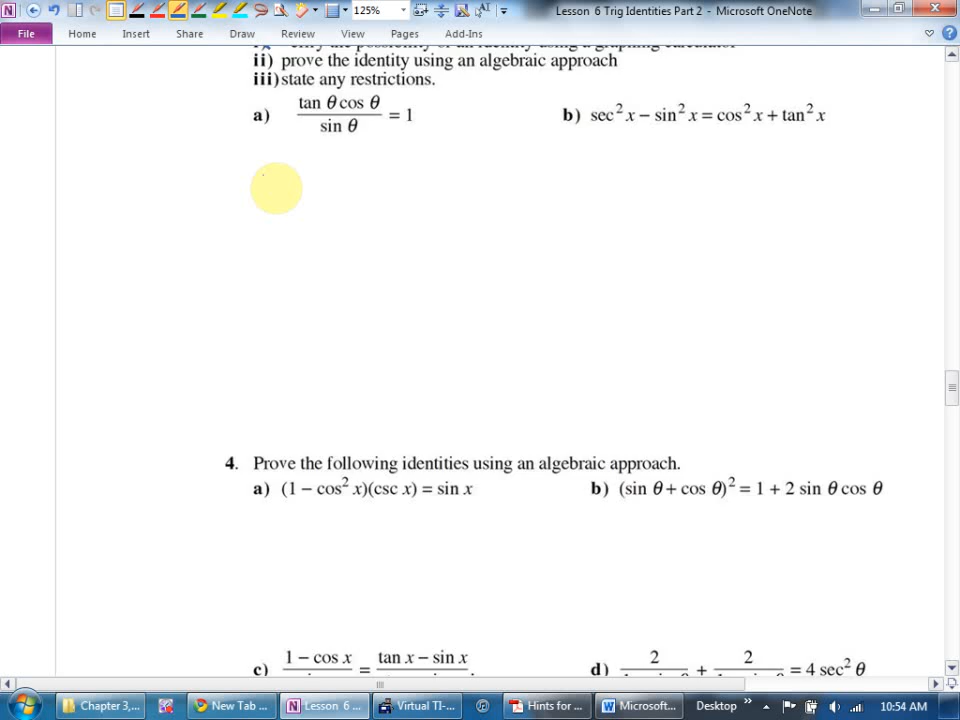 125%
Lesson 6 Trig Identities Part 2 - Microsoft OneNote
File Home Insert Share Draw Review View Pages Add-Ins
ii) prove the identity using an algebraic approach
iii) state any restrictions.
a) tan θ cos θ / sin θ = 1 b) sec² x − sin² x = cos² x + tan² x
4. Prove the following identities using an algebraic approach.
a) (1 − cos² x)(csc x) = sin x b) (sin θ + cos θ)² = 1 + 2 sin θ cos θ
c) 1 − cos x = tan x − sin x d) 2 + 2 = 4 sec² θ
Chapter 3,... New Tab ... Lesson 6 ... Virtual TI-... Hints for ... Microsoft... Desktop » 10:54 AM